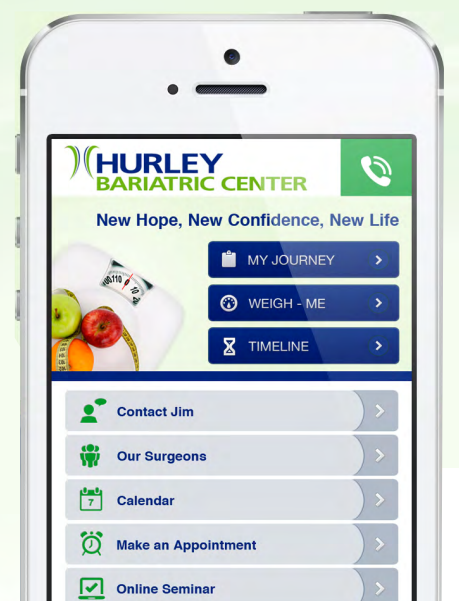 HURLEY
BARIATRIC CENTER
New Hope, New Confidence, New Life
MY JOURNEY
WEIGH - ME
TIMELINE
Contact Jim
Our Surgeons
7
Calendar
Make an Appointment
Online Seminar